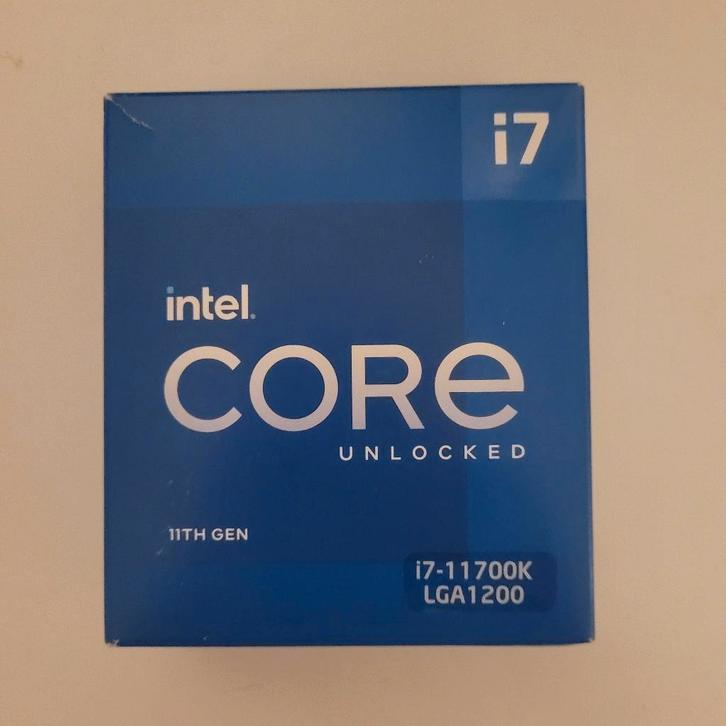 i7
intel.
CORe
UNLOCKED
11TH GEN
i7-11700K
LGA1200